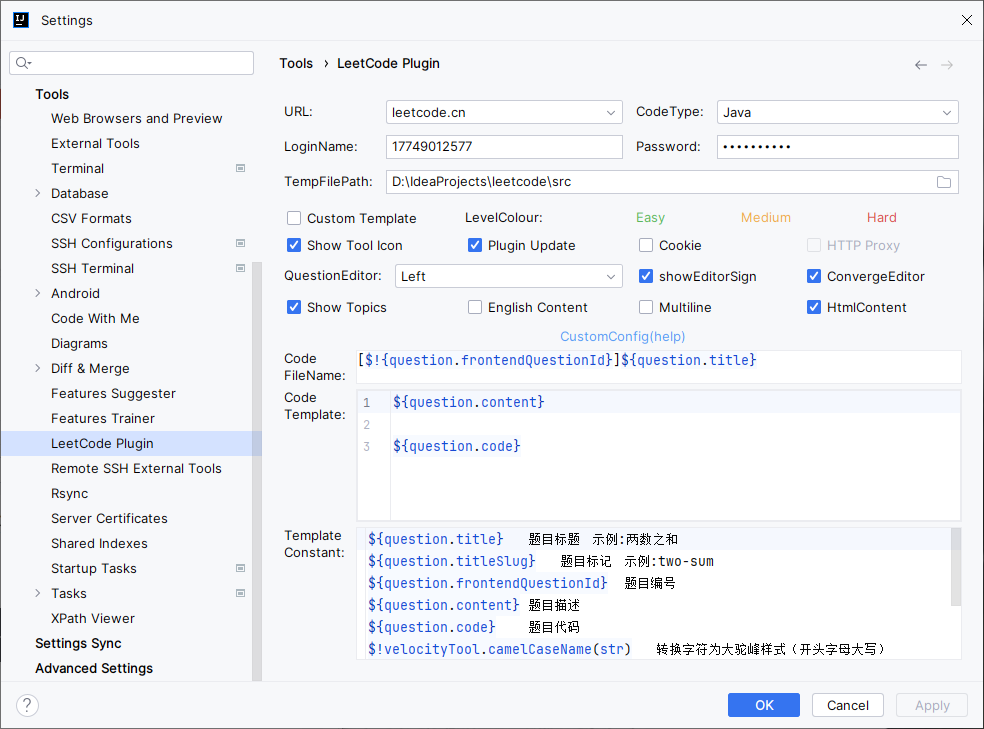 Settings
Tools
Web Browsers and Preview
External Tools
Terminal
Database
CSV Formats
SSH Configurations
SSH Terminal
Android
Code With Me
Diagrams
Diff & Merge
Features Suggester
Features Trainer
LeetCode Plugin
Remote SSH External Tools
Rsync
Server Certificates
Shared Indexes
Startup Tasks
Tasks
XPath Viewer
Settings Sync
Advanced Settings
Tools › LeetCode Plugin
URL: leetcode.cn CodeType: Java
LoginName: 17749012577 Password: ••••••••••
TempFilePath: D:\IdeaProjects\leetcode\src
Custom Template LevelColour: Easy Medium Hard
Show Tool Icon Plugin Update Cookie HTTP Proxy
QuestionEditor: Left showEditorSign ConvergeEditor
Show Topics English Content Multiline HtmlContent
CustomConfig(help)
Code
FileName:
[$!{question.frontendQuestionId}]${question.title}
Code
Template:
1 ${question.content}
2
3 ${question.code}
Template
Constant:
${question.title} 题目标题 示例:两数之和
${question.titleSlug} 题目标记 示例:two-sum
${question.frontendQuestionId} 题目编号
${question.content} 题目描述
${question.code} 题目代码
$!velocityTool.camelCaseName(str) 转换字符为大驼峰样式（开头字母大写）
? OK Cancel Apply